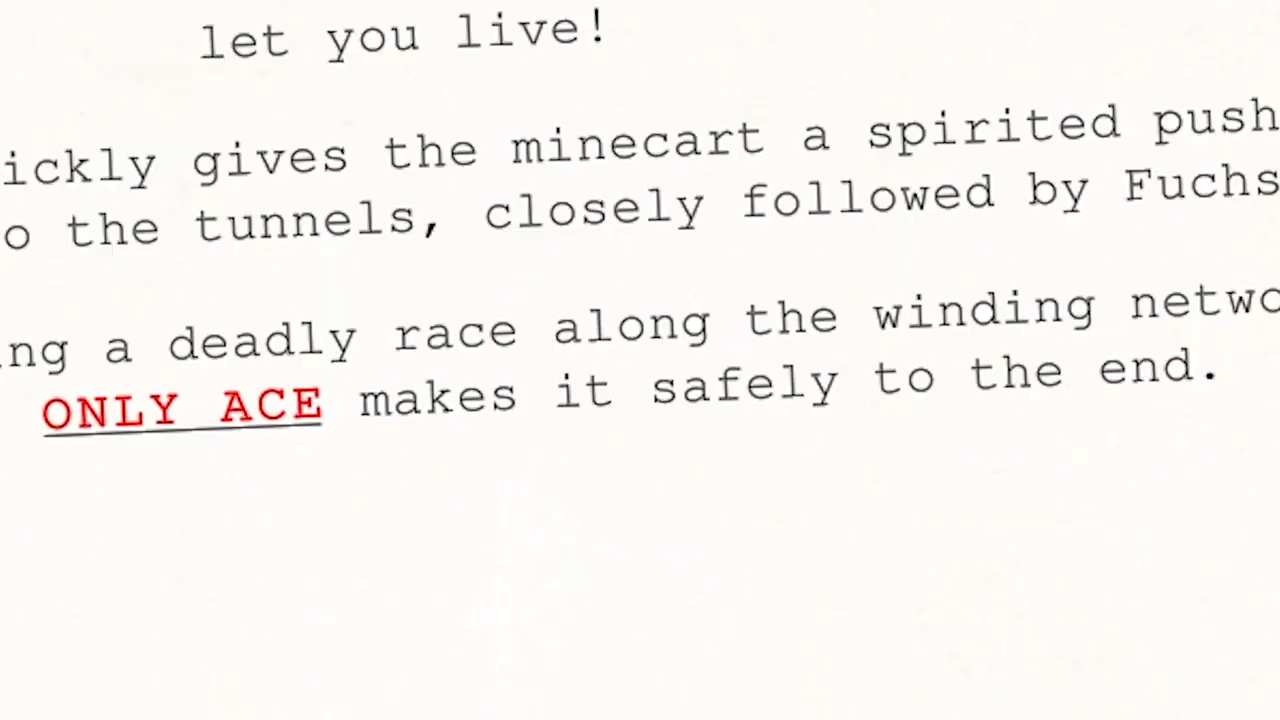 let you live!
ickly gives the minecart a spirited push
o the tunnels, closely followed by Fuchs
ng a deadly race along the winding netwo
ONLY ACE makes it safely to the end.